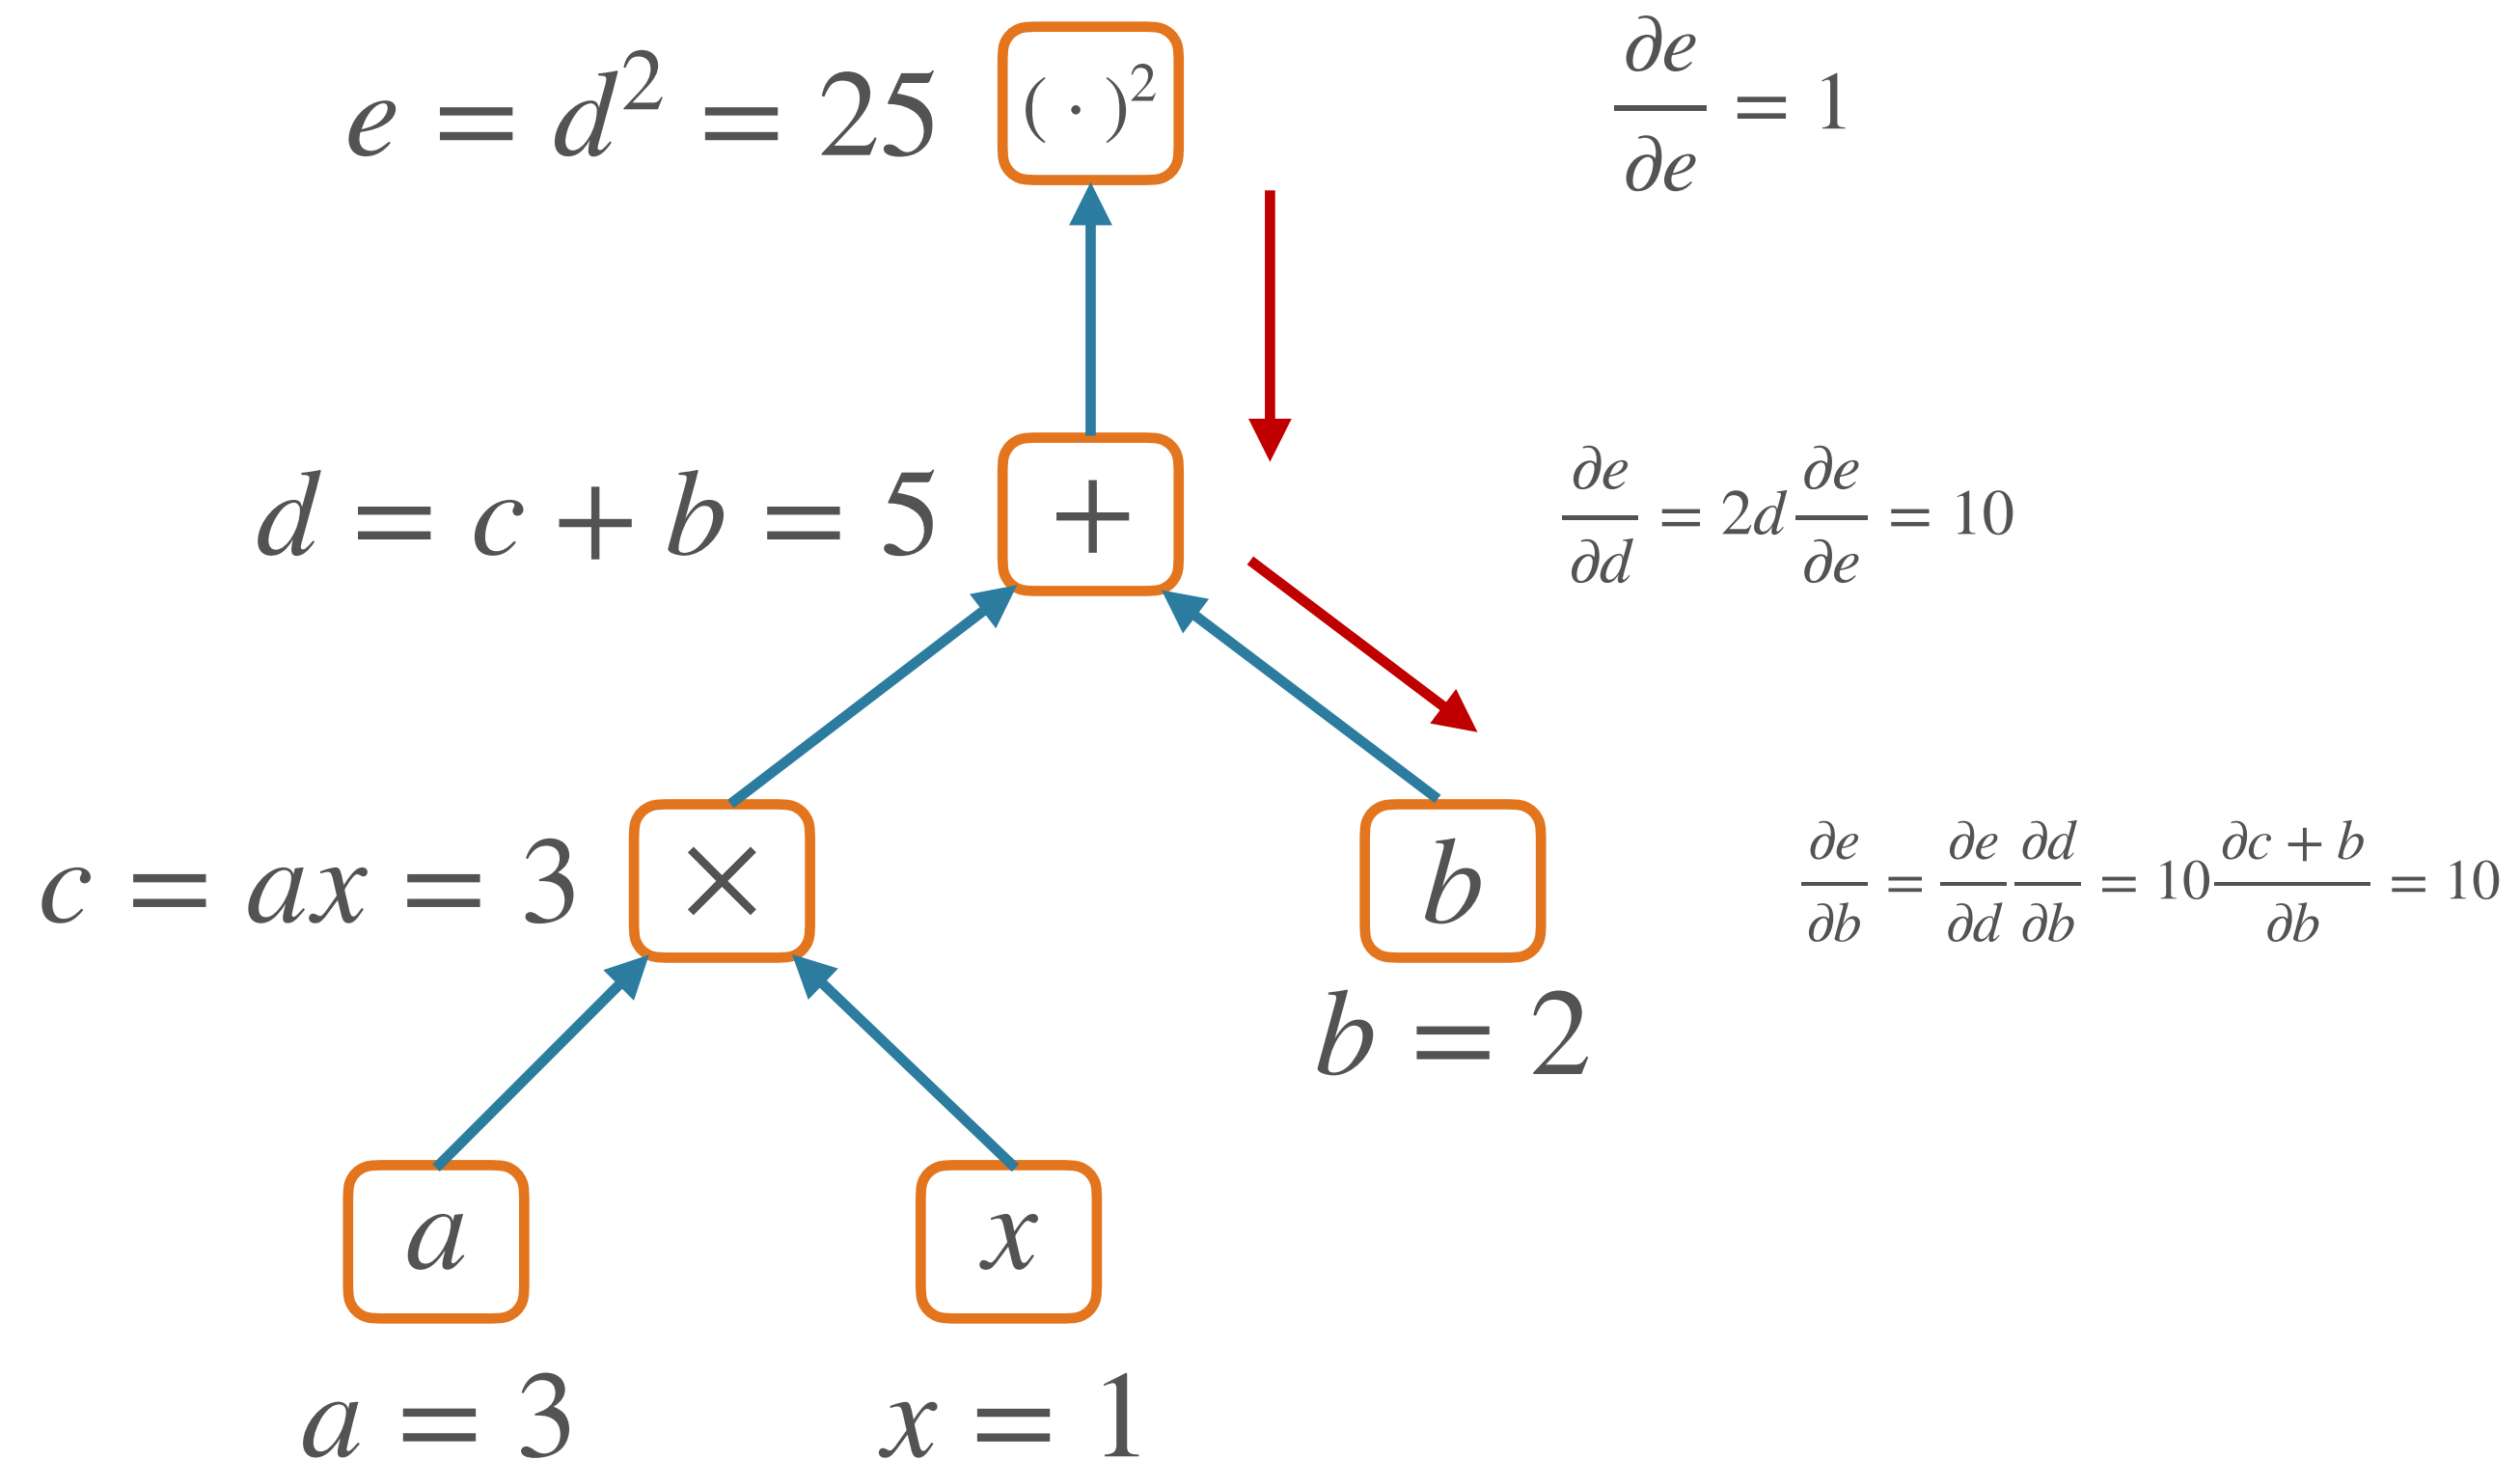 e = d² = 25
(·)²
∂e/∂e = 1
d = c + b = 5
+
∂e/∂d = 2d ∂e/∂e = 10
c = ax = 3
×
b
∂e/∂b = ∂e/∂d ∂d/∂b = 10 ∂c + b/∂b = 10
b = 2
a
x
a = 3
x = 1